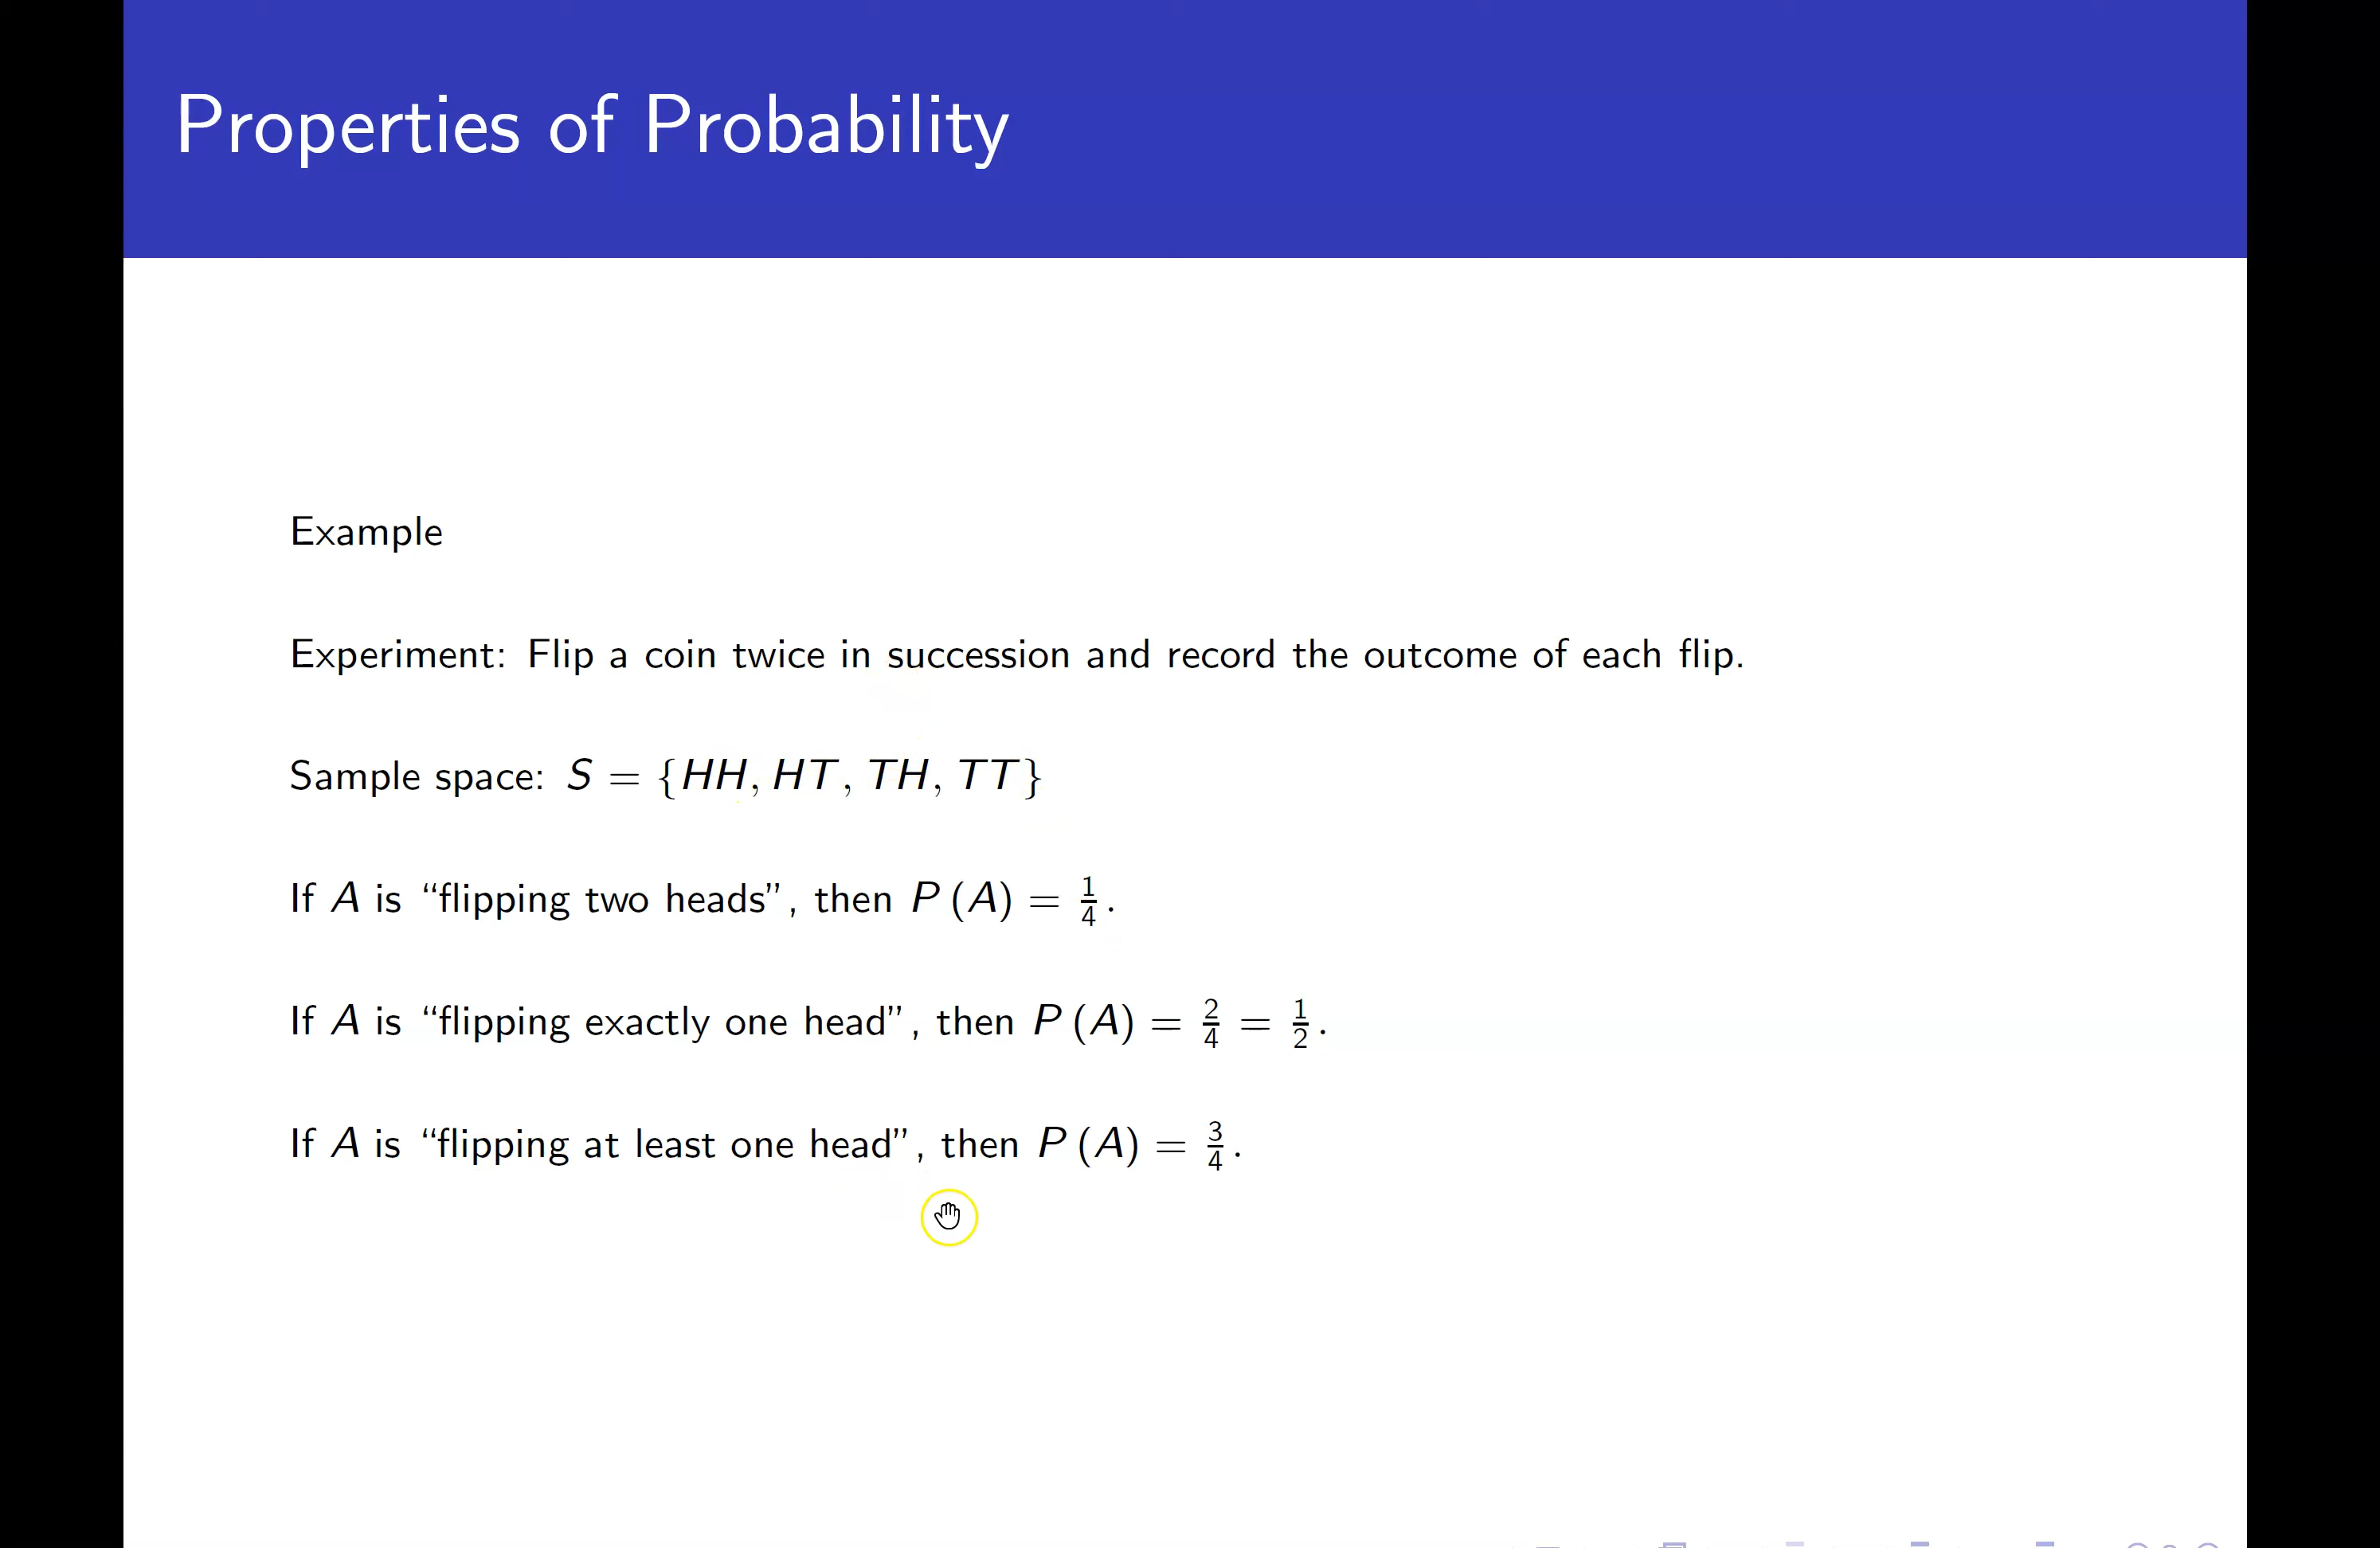 Properties of Probability
Example
Experiment: Flip a coin twice in succession and record the outcome of each flip.
Sample space: S = {HH, HT, TH, TT}
If A is “flipping two heads”, then P (A) = 1/4.
If A is “flipping exactly one head”, then P (A) = 2/4 = 1/2.
If A is “flipping at least one head”, then P (A) = 3/4.